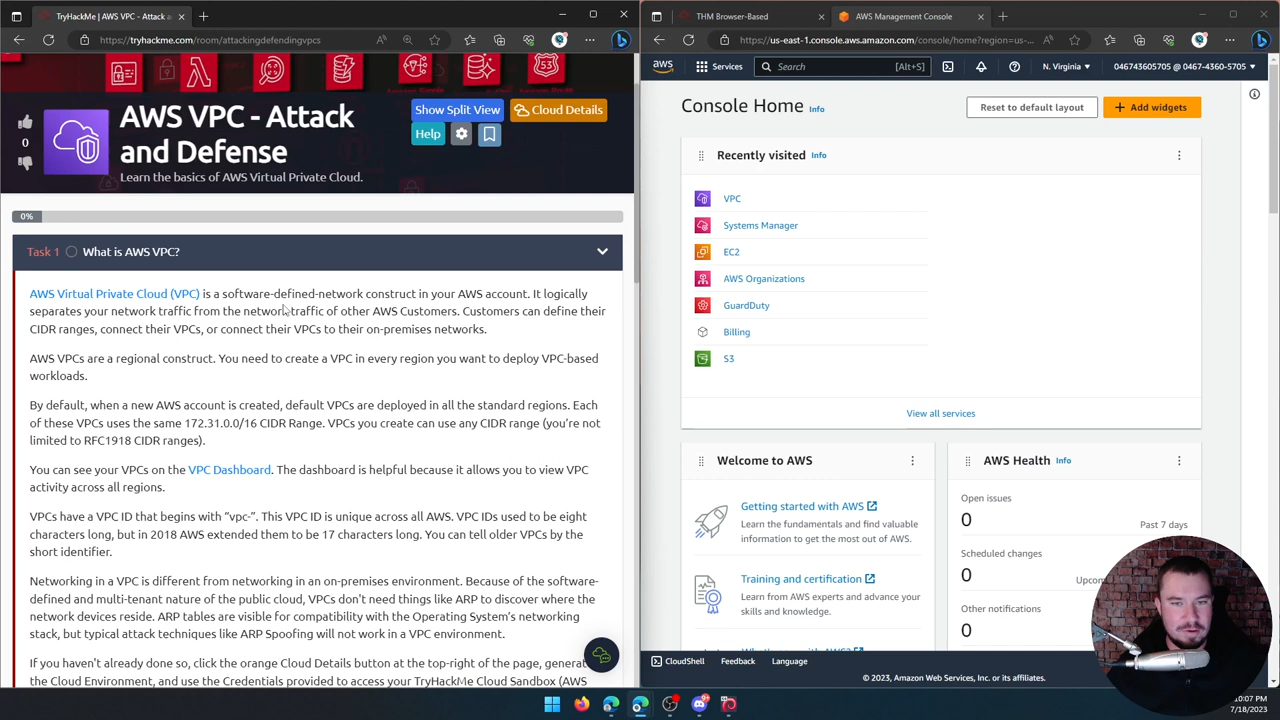 TryHackMe | AWS VPC - Attack a
https://tryhackme.com/room/attackingdefendingvpcs
AWS VPC - Attack
and Defense
Learn the basics of AWS Virtual Private Cloud.
0
Show Split View
Cloud Details
Help
0%
Task 1
What is AWS VPC?
AWS Virtual Private Cloud (VPC) is a software-defined-network construct in your AWS account. It logically
separates your network traffic from the network traffic of other AWS Customers. Customers can define their
CIDR ranges, connect their VPCs, or connect their VPCs to their on-premises networks.
AWS VPCs are a regional construct. You need to create a VPC in every region you want to deploy VPC-based
workloads.
By default, when a new AWS account is created, default VPCs are deployed in all the standard regions. Each
of these VPCs uses the same 172.31.0.0/16 CIDR Range. VPCs you create can use any CIDR range (you're not
limited to RFC1918 CIDR ranges).
You can see your VPCs on the VPC Dashboard. The dashboard is helpful because it allows you to view VPC
activity across all regions.
VPCs have a VPC ID that begins with "vpc-". This VPC ID is unique across all AWS. VPC IDs used to be eight
characters long, but in 2018 AWS extended them to be 17 characters long. You can tell older VPCs by the
short identifier.
Networking in a VPC is different from networking in an on-premises environment. Because of the software-
defined and multi-tenant nature of the public cloud, VPCs don't need things like ARP to discover where the
network devices reside. ARP tables are visible for compatibility with the Operating System's networking
stack, but typical attack techniques like ARP Spoofing will not work in a VPC environment.
If you haven't already done so, click the orange Cloud Details button at the top-right of the page, generat
the Cloud Environment, and use the Credentials provided to access your TryHackMe Cloud Sandbox (AWS
THM Browser-Based
AWS Management Console
https://us-east-1.console.aws.amazon.com/console/home?region=us-...
aws
Services
Search
[Alt+S]
N. Virginia
046743605705 @ 0467-4360-5705
Console Home
Info
Reset to default layout
Add widgets
Recently visited
Info
VPC
Systems Manager
EC2
AWS Organizations
GuardDuty
Billing
S3
View all services
Welcome to AWS
Getting started with AWS
Learn the fundamentals and find valuable
information to get the most out of AWS.
Training and certification
Learn from AWS experts and advance your
skills and knowledge.
AWS Health
Info
Open issues
0
Past 7 days
Scheduled changes
0
Upcom
Other notifications
0
CloudShell
Feedback
Language
© 2023, Amazon Web Services, Inc. or its affiliates.
10:07 PM
7/18/2023